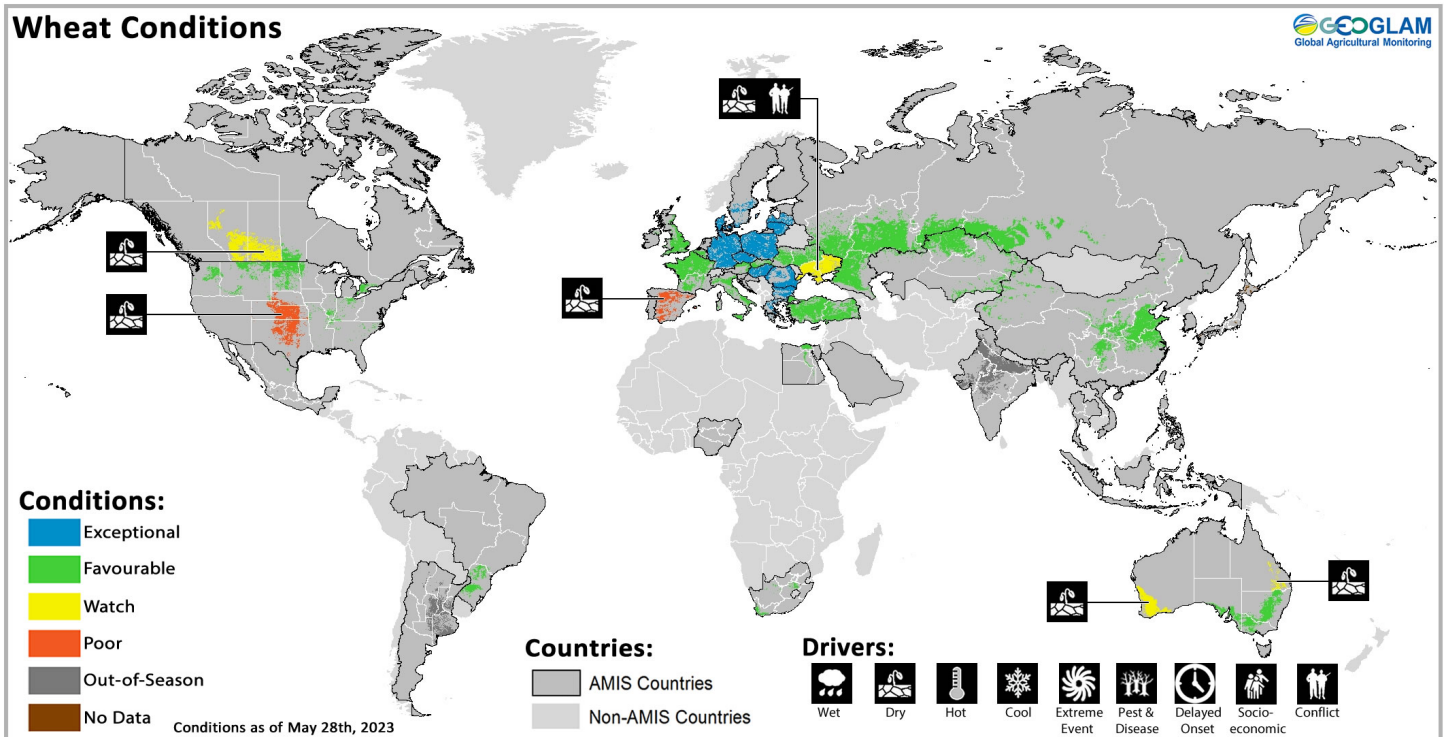 Wheat Conditions
GEOGLAM
Global Agricultural Monitoring
Conditions:
Exceptional
Favourable
Watch
Poor
Out-of-Season
No Data
Conditions as of May 28th, 2023
Countries:
AMIS Countries
Non-AMIS Countries
Drivers:
Wet
Dry
Hot
Cool
Extreme
Event
Pest &
Disease
Delayed
Onset
Socio-
economic
Conflict